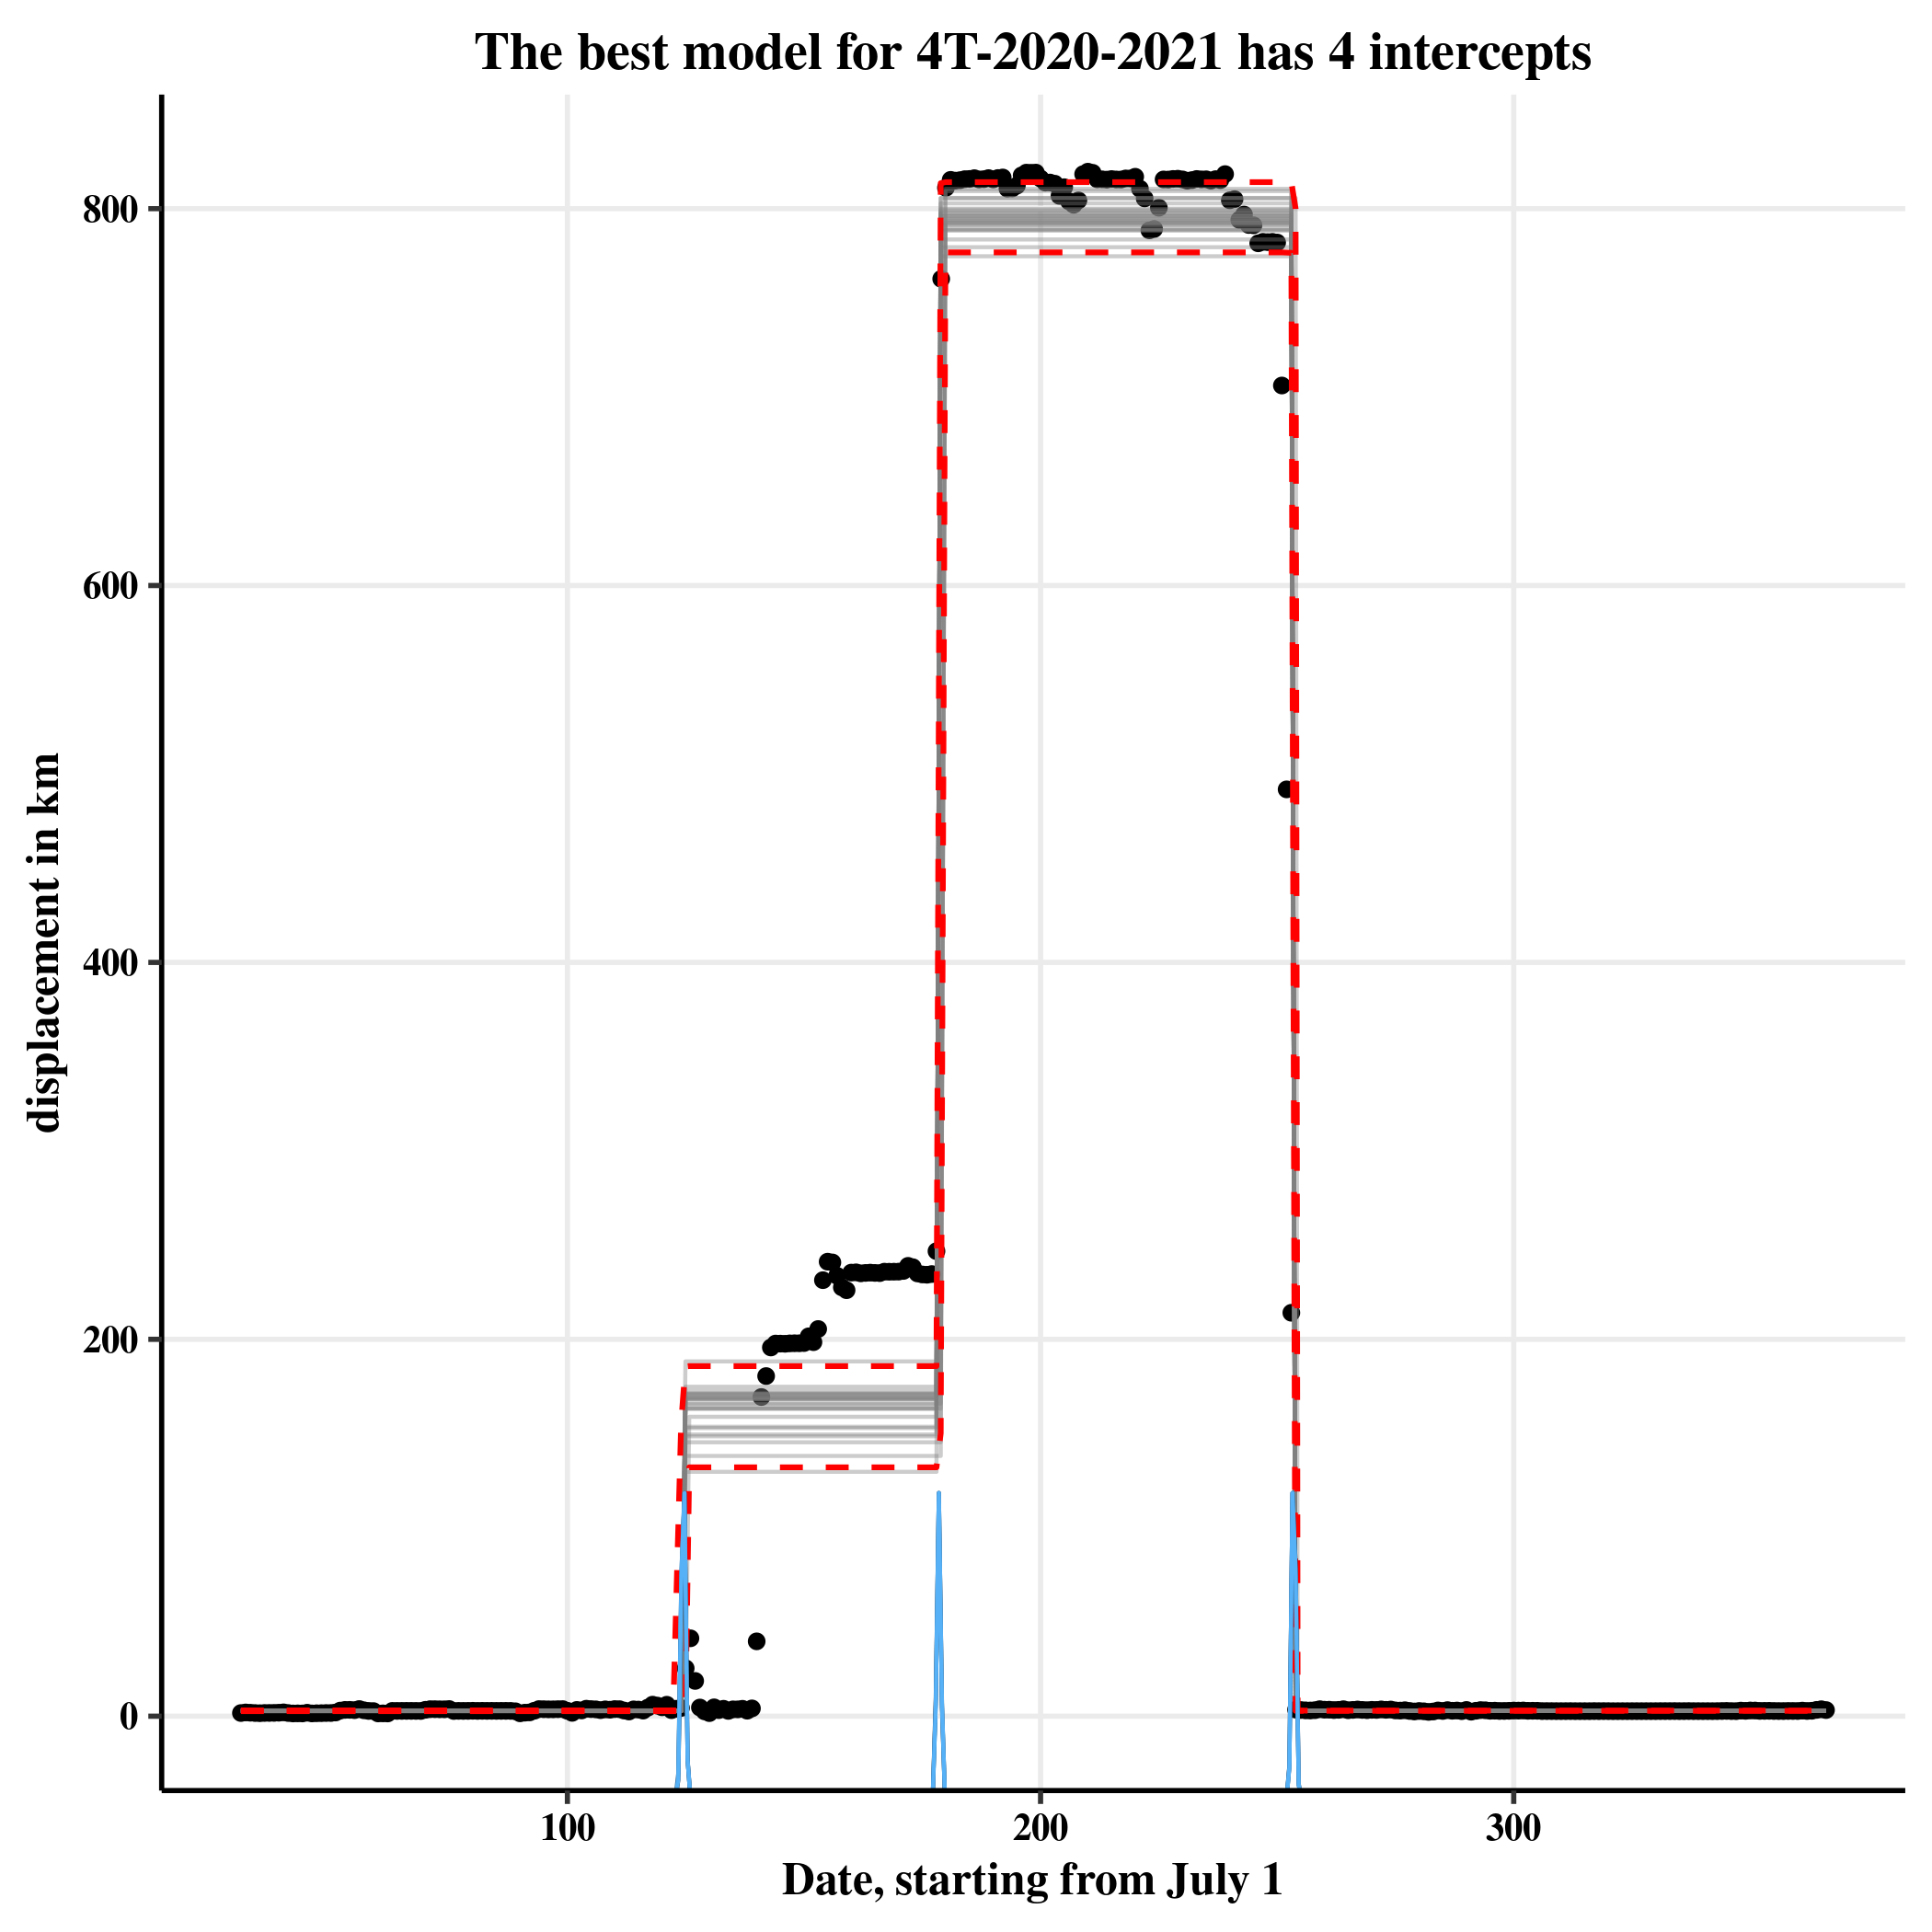 The best model for 4T-2020-2021 has 4 intercepts
800
600
400
200
0
displacement in km
100 200 300
Date, starting from July 1